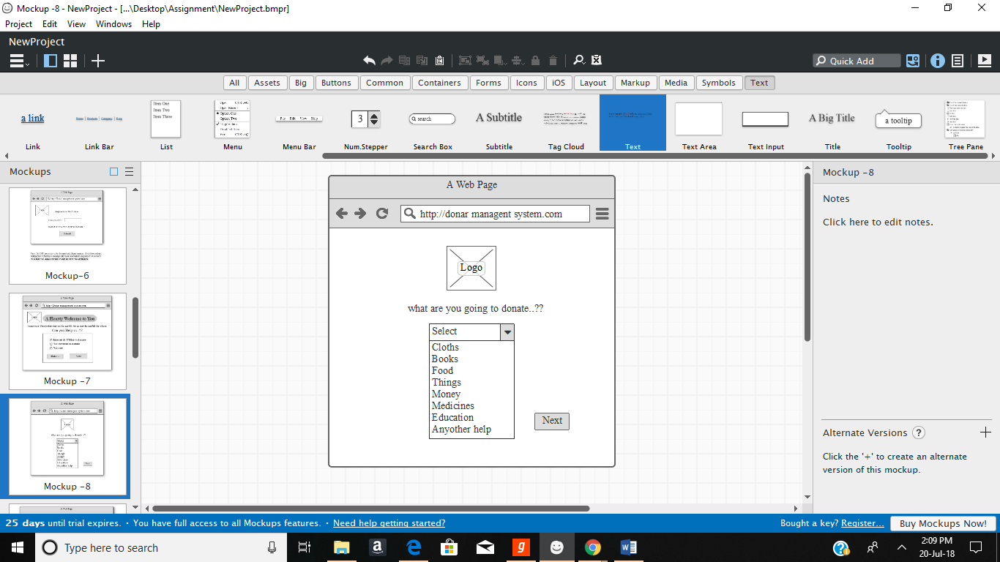 Mockup -8 - NewProject - [...\Desktop\Assignment\NewProject.bmpr]
Project Edit View Windows Help
NewProject
Quick Add
All Assets Big Buttons Common Containers Forms Icons iOS Layout Markup Media Symbols Text
a link
Item One
Item Two
Item Three
3
search
A Subtitle
A Big Title
a tooltip
Link Link Bar List Menu Menu Bar Num.Stepper Search Box Subtitle Tag Cloud Text Text Area Text Input Title Tooltip Tree Pane
Mockups
Mockup-6
A Hearty Welcome to You
Mockup -7
Mockup -8
A Web Page
http://donar managent system.com
Logo
what are you going to donate..??
Select
Cloths
Books
Food
Things
Money
Medicines
Education
Anyother help
Next
Mockup -8
Notes
Click here to edit notes.
Alternate Versions ?
Click the '+' to create an alternate
version of this mockup.
25 days until trial expires. · You have full access to all Mockups features. · Need help getting started?
Bought a key? Register... Buy Mockups Now!
Type here to search
2:09 PM
20-Jul-18